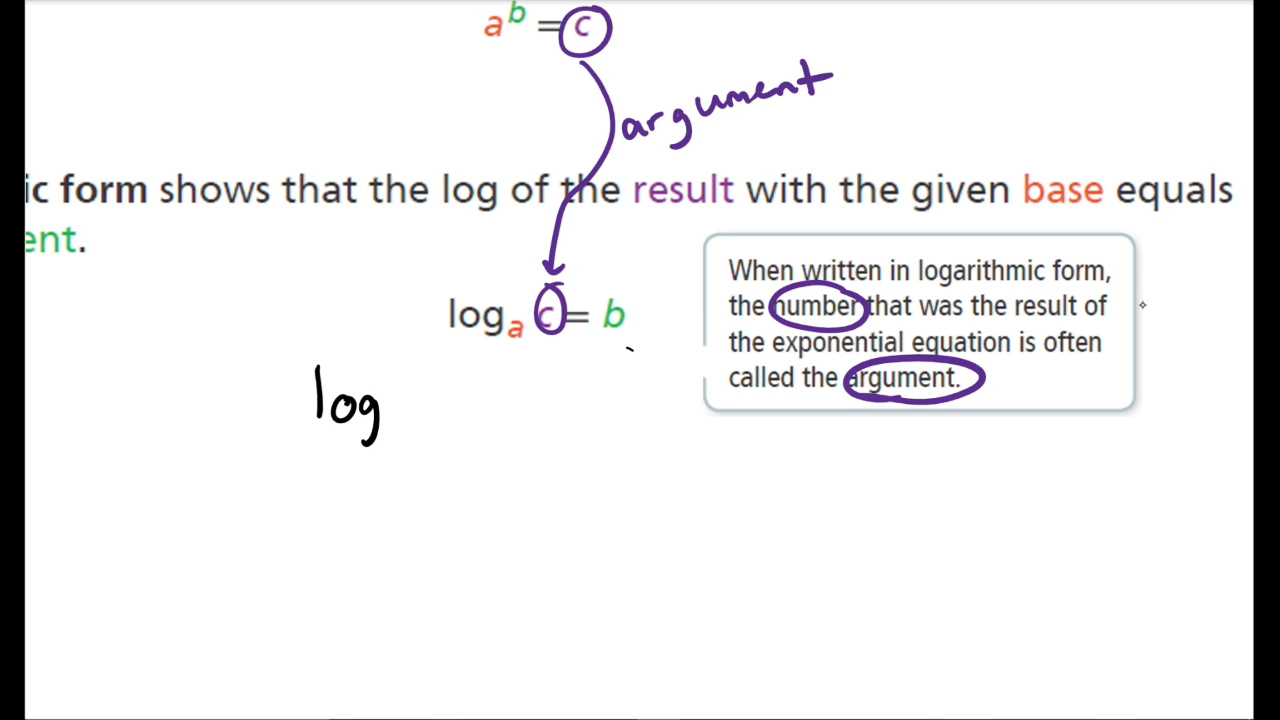 a^b = c
argument
ic form shows that the log of the result with the given base equals
ent.
log_a c = b
When written in logarithmic form,
the number that was the result of
the exponential equation is often
called the argument.
log